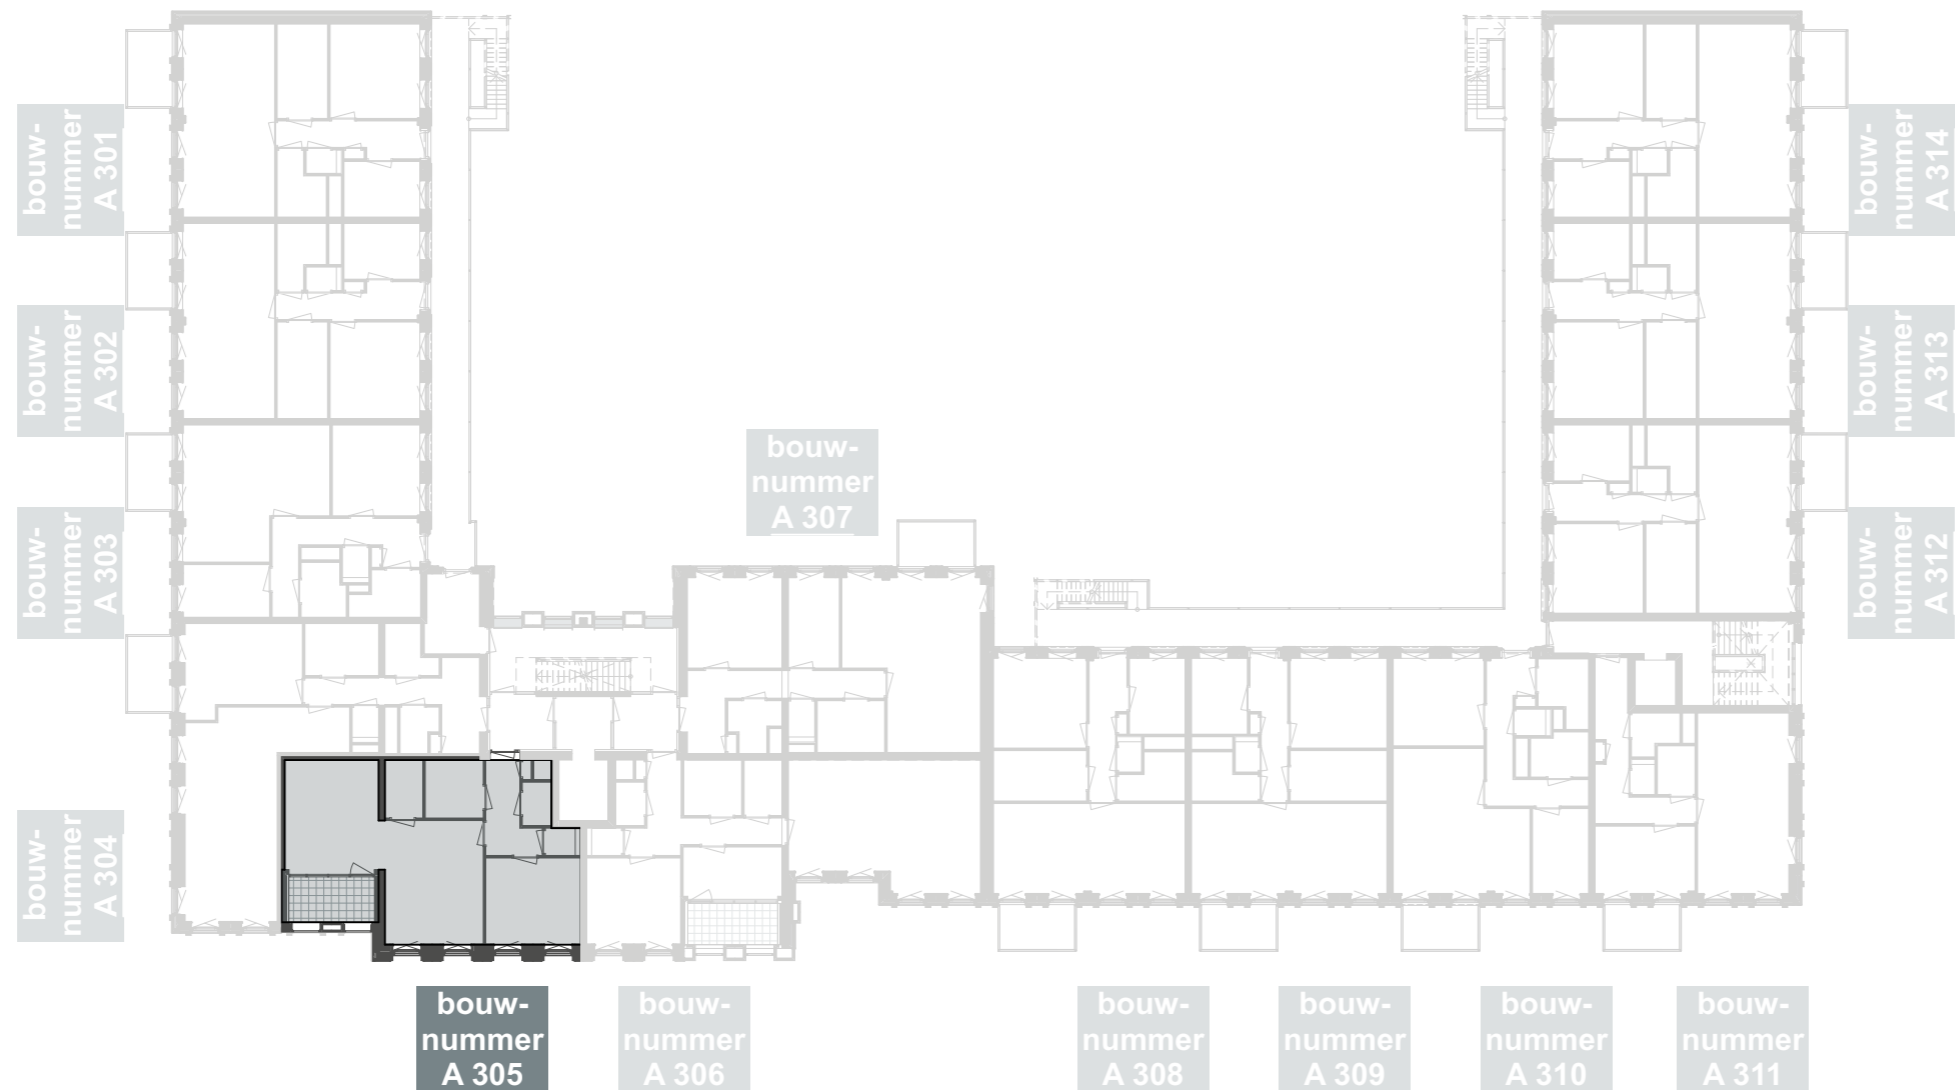 bouw-
nummer
A 301
bouw-
nummer
A 302
bouw-
nummer
A 303
bouw-
nummer
A 304
bouw-
nummer
A 307
bouw-
nummer
A 314
bouw-
nummer
A 313
bouw-
nummer
A 312
bouw-
nummer
A 305
bouw-
nummer
A 306
bouw-
nummer
A 308
bouw-
nummer
A 309
bouw-
nummer
A 310
bouw-
nummer
A 311